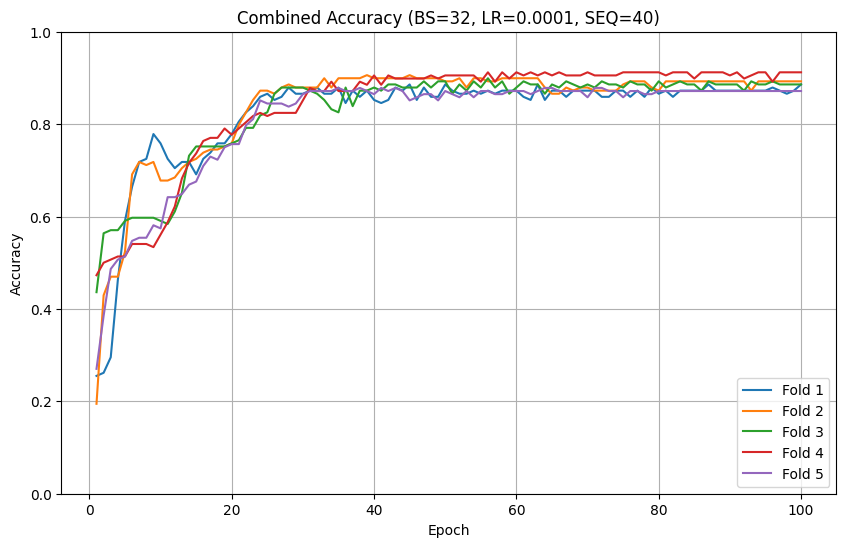 Combined Accuracy (BS=32, LR=0.0001, SEQ=40)
1.0
0.8
0.6
0.4
0.2
0.0
Accuracy
0 20 40 60 80 100
Epoch
Fold 1
Fold 2
Fold 3
Fold 4
Fold 5